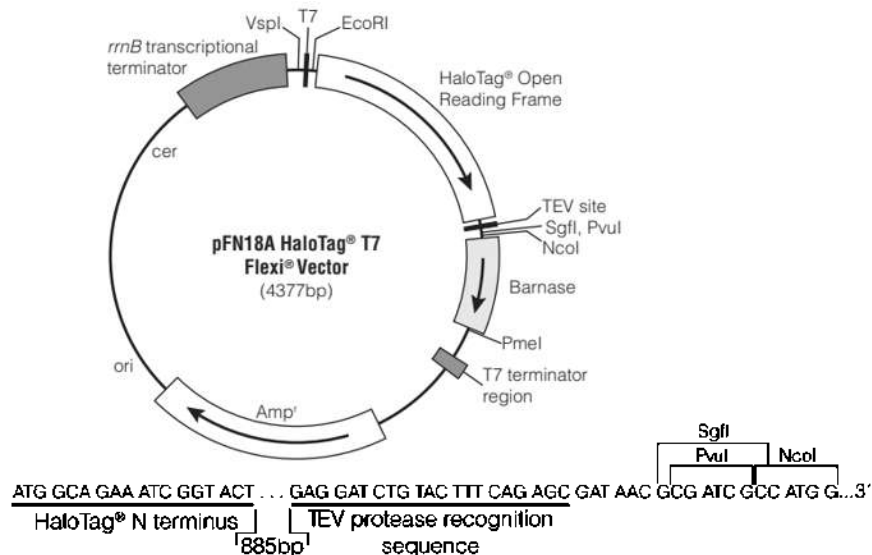 VspI
T7
EcoRI
rrnB transcriptional
terminator
HaloTag® Open
Reading Frame
cer
TEV site
SgfI, PvuI
NcoI
pFN18A HaloTag® T7
Flexi® Vector
(4377bp)
Barnase
PmeI
ori
T7 terminator
region
Ampʳ
SgfI
PvuI
NcoI
ATG GCA GAA ATC GGT ACT . . . GAG GAT CTG TAC TTT CAG AGC GAT AAC GCG ATC GCC ATG G...3´
HaloTag® N terminus
TEV protease recognition
885bp
sequence